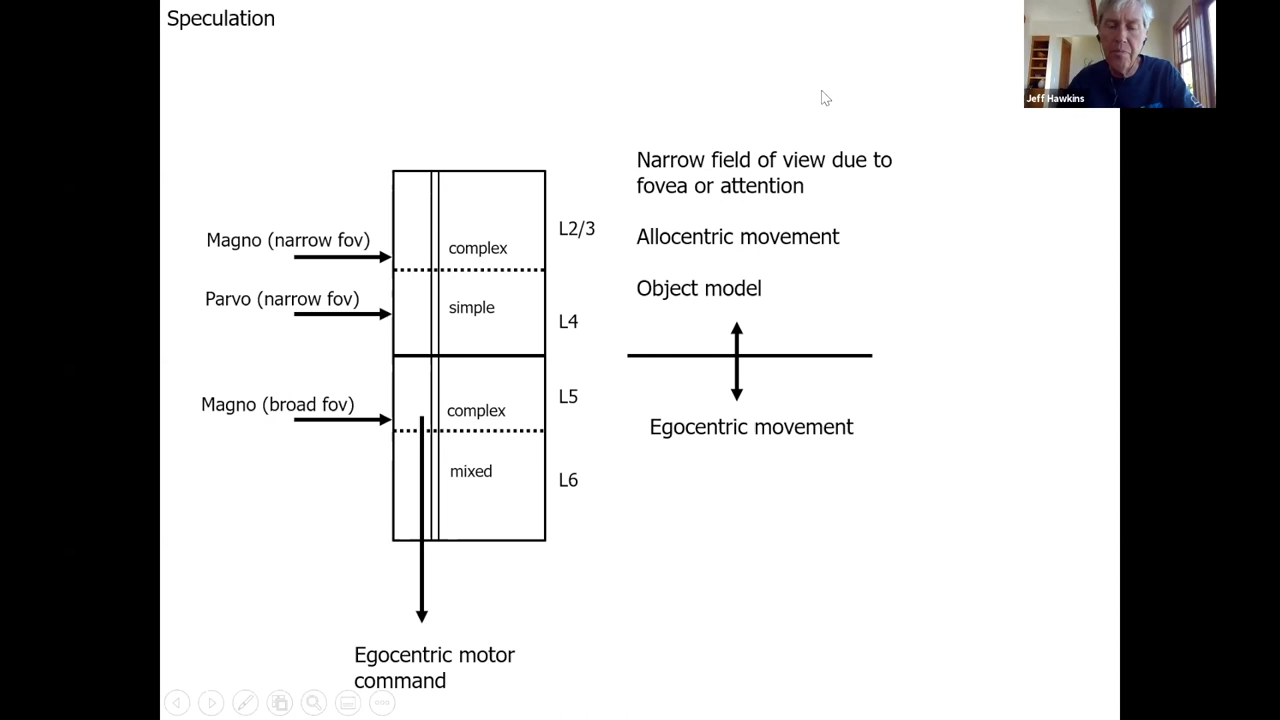 Speculation
Jeff Hawkins
Narrow field of view due to
fovea or attention
Magno (narrow fov)
complex
L2/3
Allocentric movement
Parvo (narrow fov)
simple
L4
Object model
Magno (broad fov)
complex
L5
Egocentric movement
mixed
L6
Egocentric motor
command